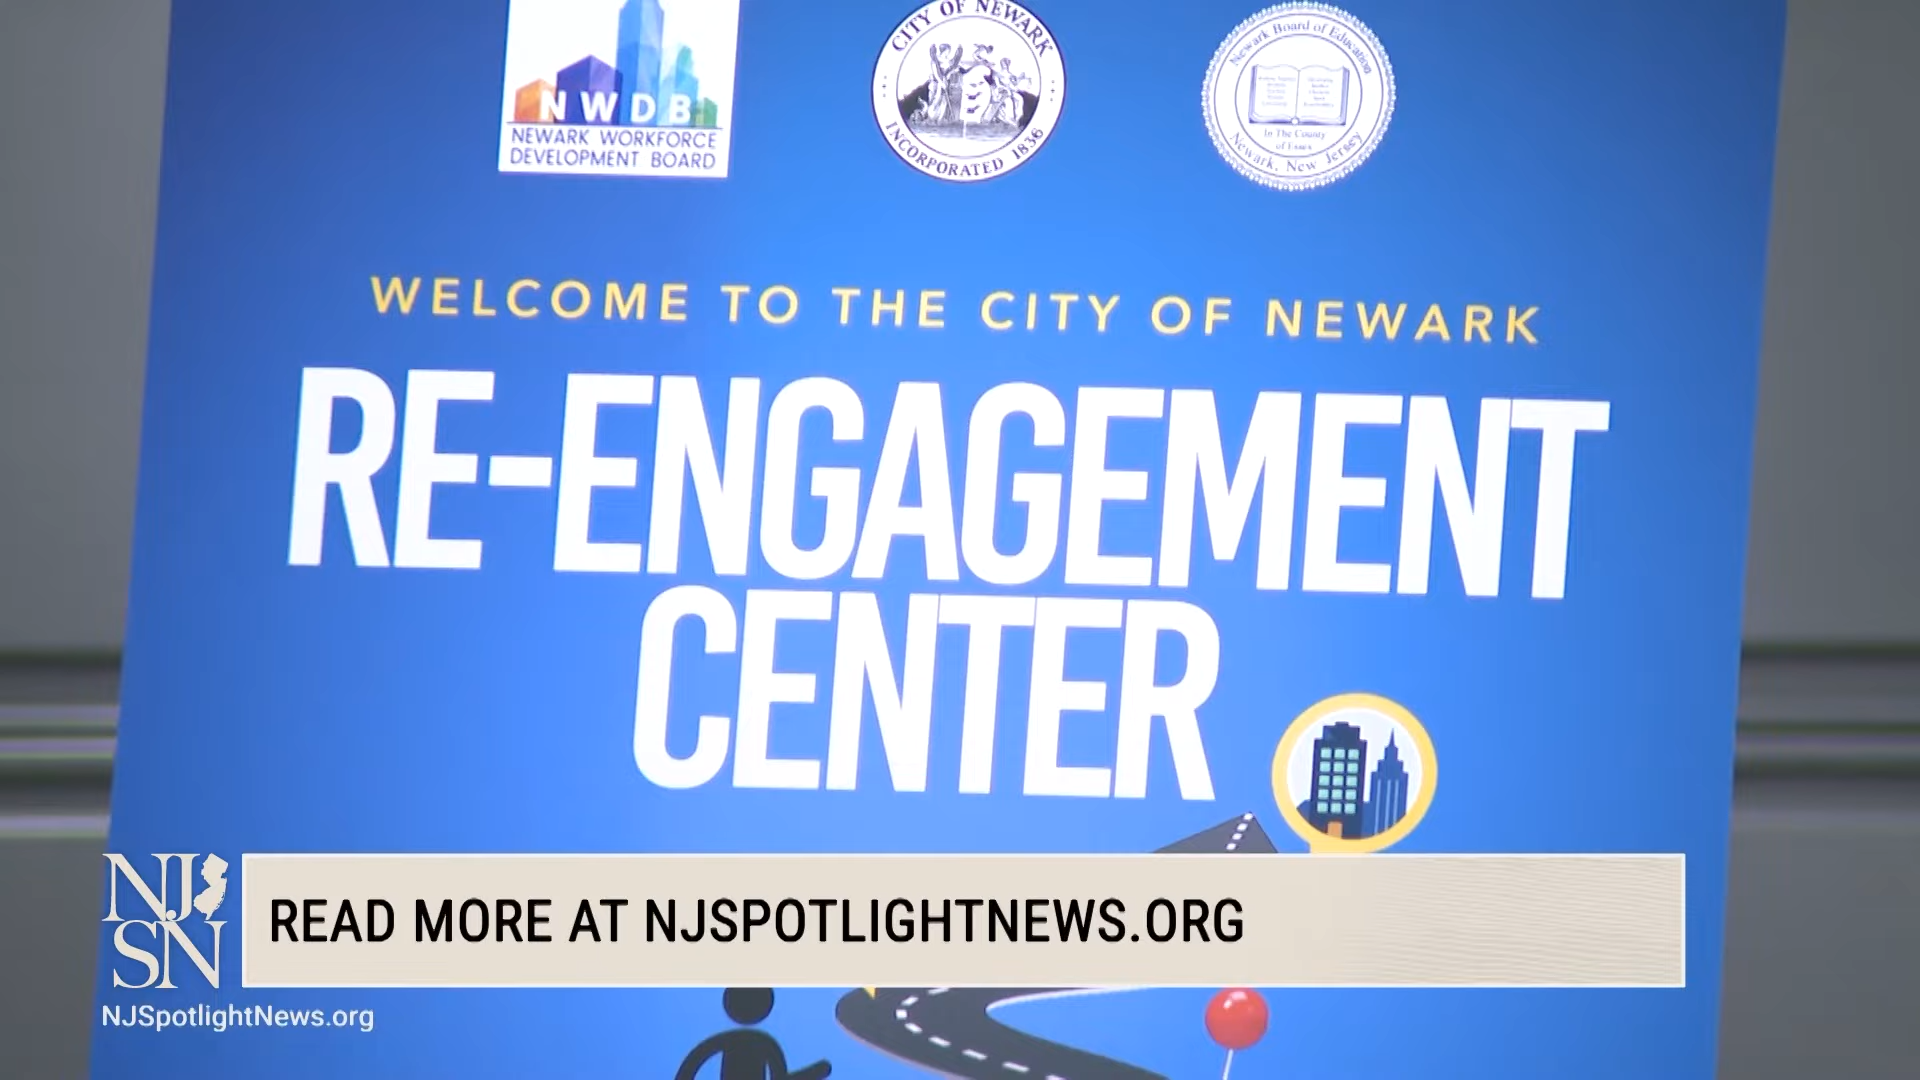 NWDB
NEWARK WORKFORCE
DEVELOPMENT BOARD
CITY OF NEWARK
INCORPORATED 1836
Newark Board of Education
In The County
of Essex
Newark, New Jersey
WELCOME TO THE CITY OF NEWARK
RE-ENGAGEMENT
CENTER
NJ
SN
READ MORE AT NJSPOTLIGHTNEWS.ORG
NJSpotlightNews.org